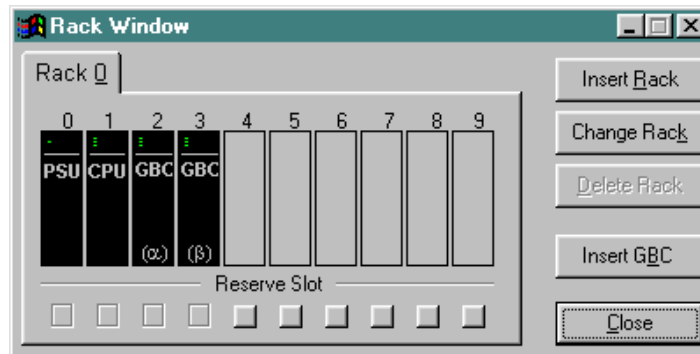 Rack Window
Rack 0
0 1 2 3 4 5 6 7 8 9
PSU CPU GBC GBC
(α) (β)
Reserve Slot
Insert Rack
Change Rack
Delete Rack
Insert GBC
Close